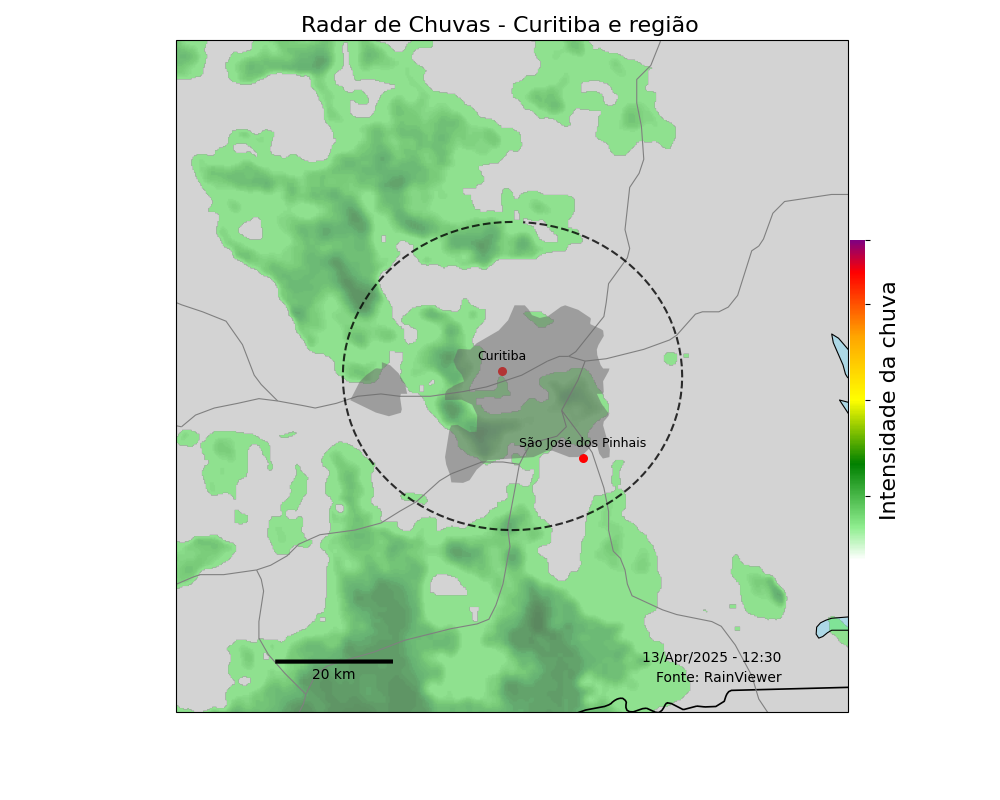 Radar de Chuvas - Curitiba e região
Curitiba
São José dos Pinhais
Intensidade da chuva
13/Apr/2025 - 12:30
Fonte: RainViewer
20 km